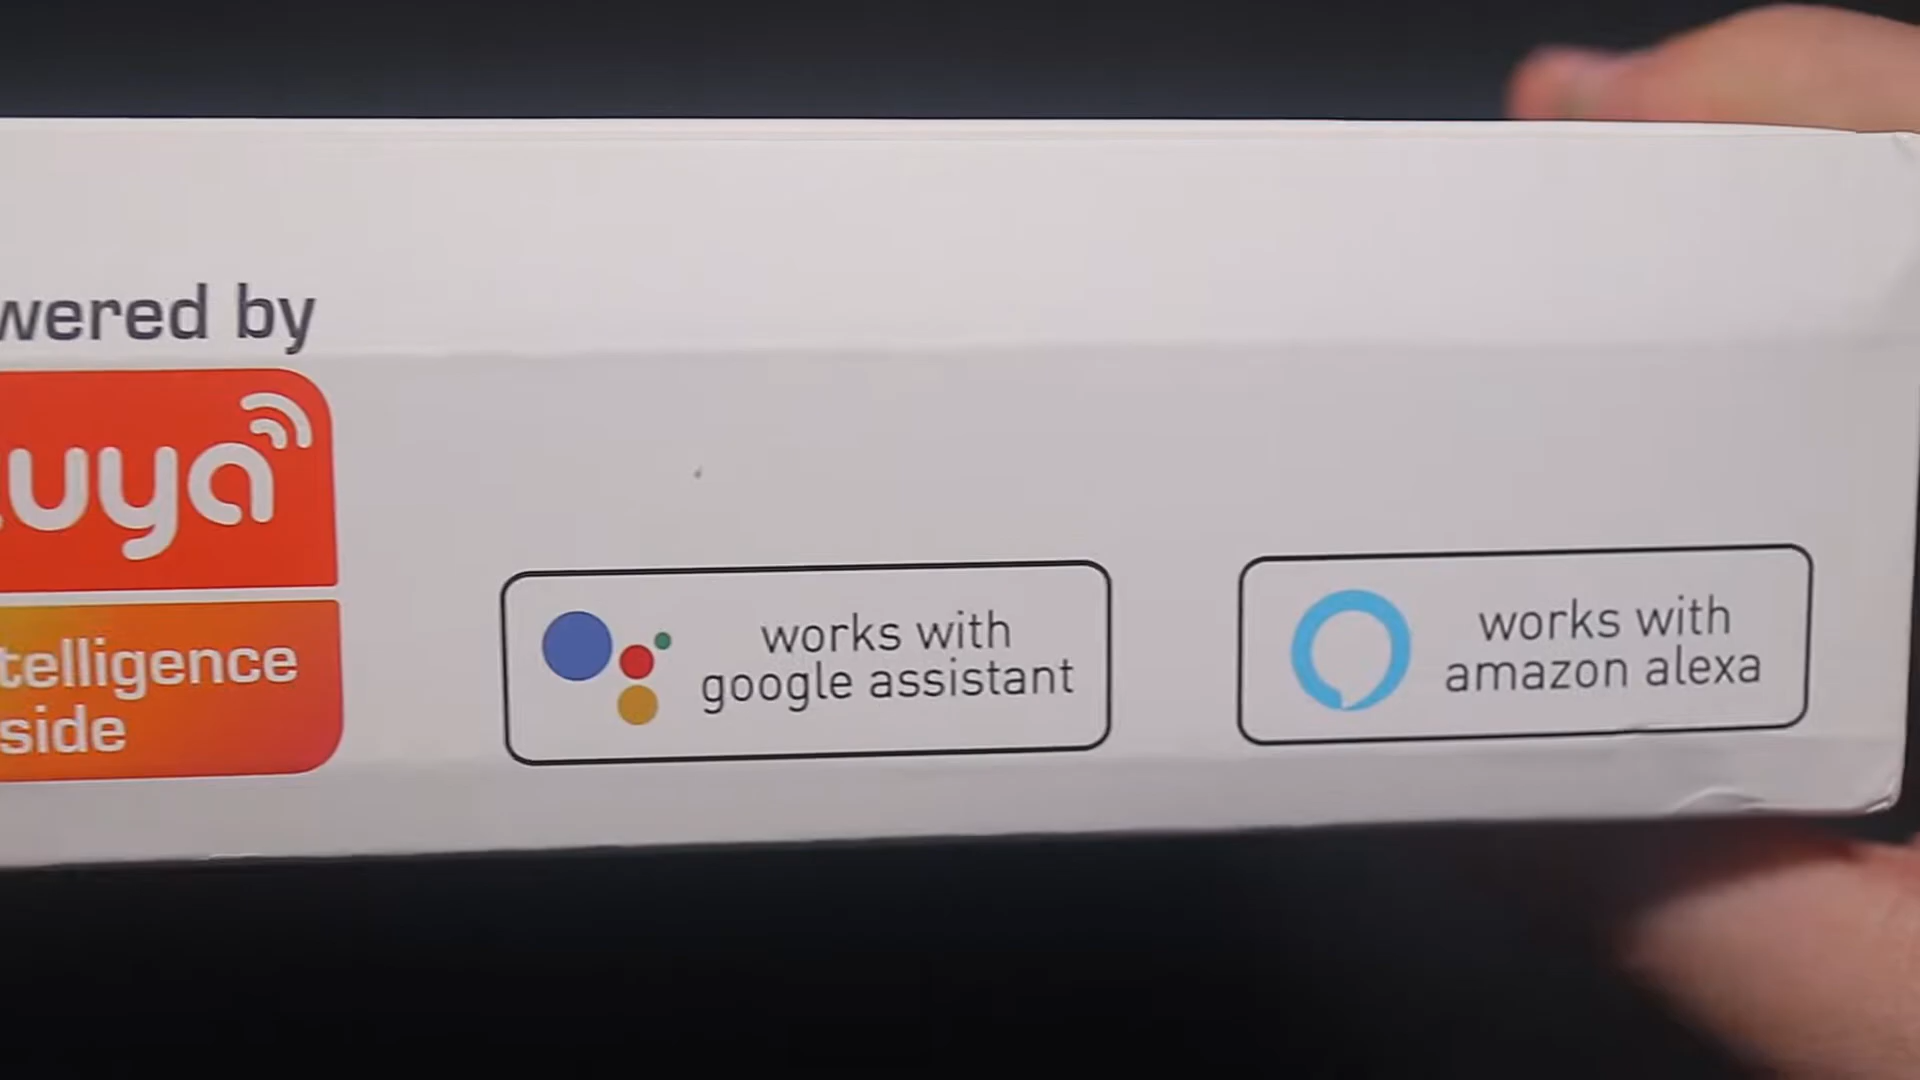 wered by
uya
telligence
side
works with
google assistant
works with
amazon alexa